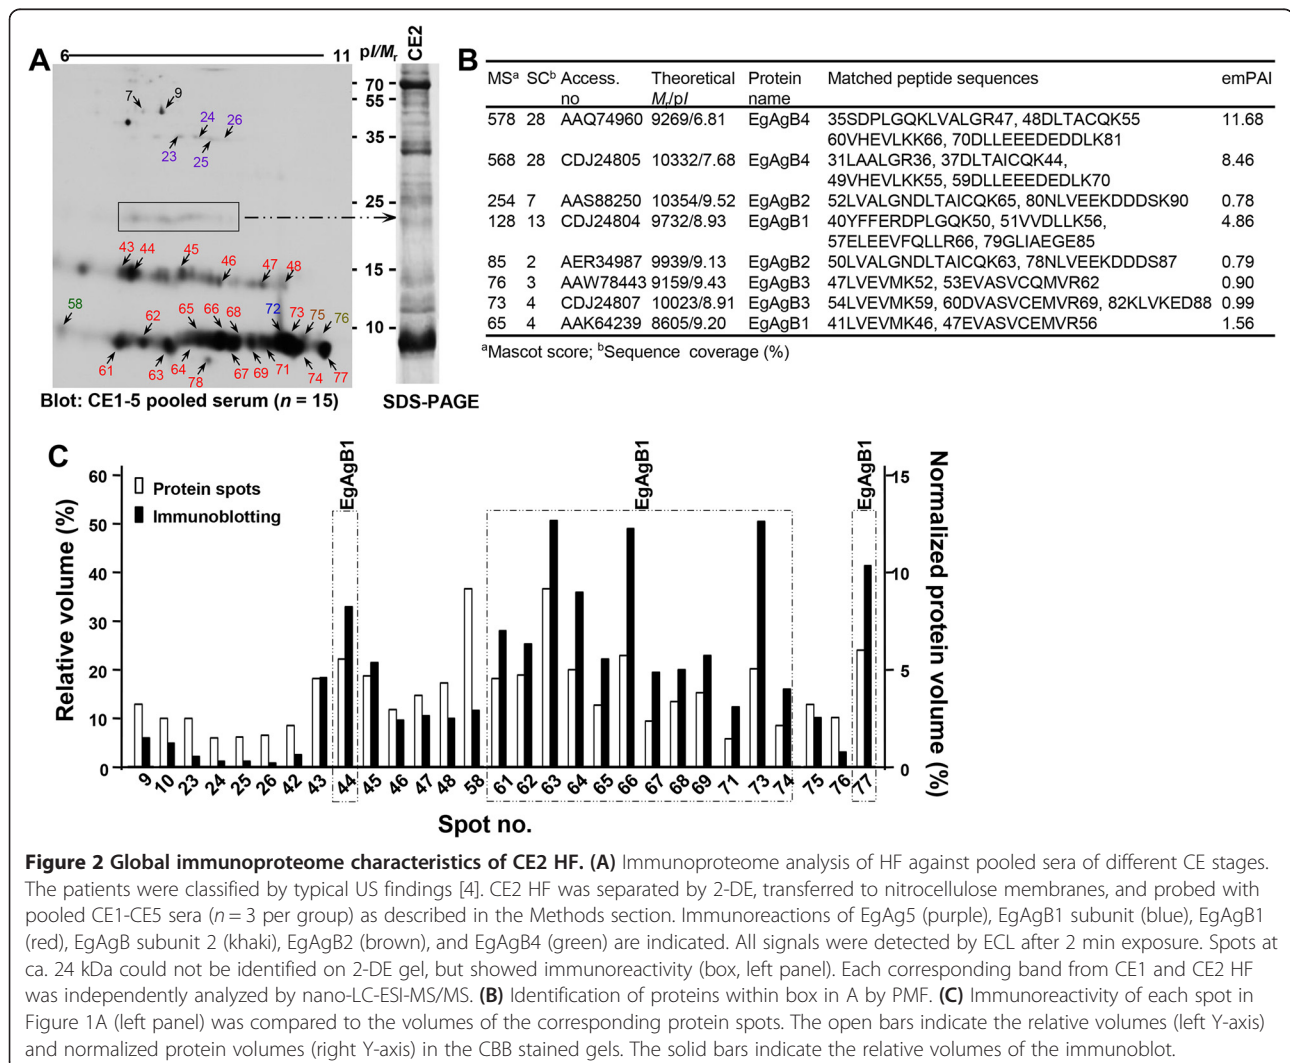 A
6
11
pI/Mr
CE2
70
55
35
25
15
10
7
9
24
26
23
25
43
44
45
46
47
48
58
62
65
66
68
72
73
75
76
61
63
64
78
67
69
71
74
77
Blot: CE1-5 pooled serum (n = 15)
SDS-PAGE
B
MSa SCb Access. no Theoretical Mr/pI Protein name Matched peptide sequences emPAI
578 28 AAQ74960 9269/6.81 EgAgB4 35SDPLGQKLVALGR47, 48DLTACQK55 11.68
60VHEVLKK66, 70DLLEEEDEDDLK81
568 28 CDJ24805 10332/7.68 EgAgB4 31LAALGR36, 37DLTAICQK44, 8.46
49VHEVLKK55, 59DLLEEEDEDLK70
254 7 AAS88250 10354/9.52 EgAgB2 52LVALGNDLTAICQK65, 80NLVEEKDDDSK90 0.78
128 13 CDJ24804 9732/8.93 EgAgB1 40YFFERDPLGQK50, 51VVDLLK56, 4.86
57ELEEVFQLLR66, 79GLIAEGE85
85 2 AER34987 9939/9.13 EgAgB2 50LVALGNDLTAICQK63, 78NLVEEKDDDS87 0.79
76 3 AAW78443 9159/9.43 EgAgB3 47LVEVMK52, 53EVASVCQMVR62 0.90
73 4 CDJ24807 10023/8.91 EgAgB3 54LVEVMK59, 60DVASVCEMVR69, 82KLVKED88 0.99
65 4 AAK64239 8605/9.20 EgAgB1 41LVEVMK46, 47EVASVCEMVR56 1.56
aMascot score; bSequence coverage (%)
C
Relative volume (%)
60
50
40
30
20
10
0
Protein spots
Immunoblotting
EgAgB1
EgAgB1
EgAgB1
15
10
5
0
Normalized protein volume (%)
9 10 23 24 25 26 42 43 44 45 46 47 48 58 61 62 63 64 65 66 67 68 69 71 73 74 75 76 77
Spot no.
Figure 2 Global immunoproteome characteristics of CE2 HF. (A) Immunoproteome analysis of HF against pooled sera of different CE stages.
The patients were classified by typical US findings [4]. CE2 HF was separated by 2-DE, transferred to nitrocellulose membranes, and probed with
pooled CE1-CE5 sera (n = 3 per group) as described in the Methods section. Immunoreactions of EgAg5 (purple), EgAgB1 subunit (blue), EgAgB1
(red), EgAgB subunit 2 (khaki), EgAgB2 (brown), and EgAgB4 (green) are indicated. All signals were detected by ECL after 2 min exposure. Spots at
ca. 24 kDa could not be identified on 2-DE gel, but showed immunoreactivity (box, left panel). Each corresponding band from CE1 and CE2 HF
was independently analyzed by nano-LC-ESI-MS/MS. (B) Identification of proteins within box in A by PMF. (C) Immunoreactivity of each spot in
Figure 1A (left panel) was compared to the volumes of the corresponding protein spots. The open bars indicate the relative volumes (left Y-axis)
and normalized protein volumes (right Y-axis) in the CBB stained gels. The solid bars indicate the relative volumes of the immunoblot.